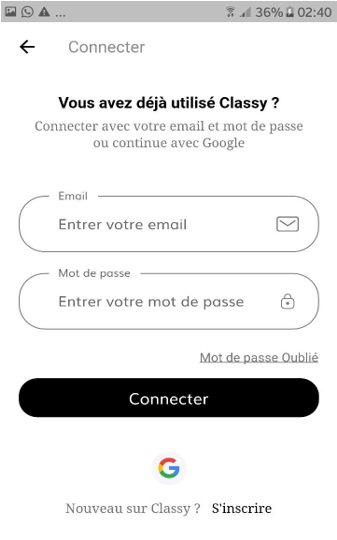 ... 36% 02:40
Connecter
Vous avez déjà utilisé Classy ?
Connecter avec votre email et mot de passe
ou continue avec Google
Email
Entrer votre email
Mot de passe
Entrer votre mot de passe
Mot de passe Oublié
Connecter
G
Nouveau sur Classy ? S'inscrire